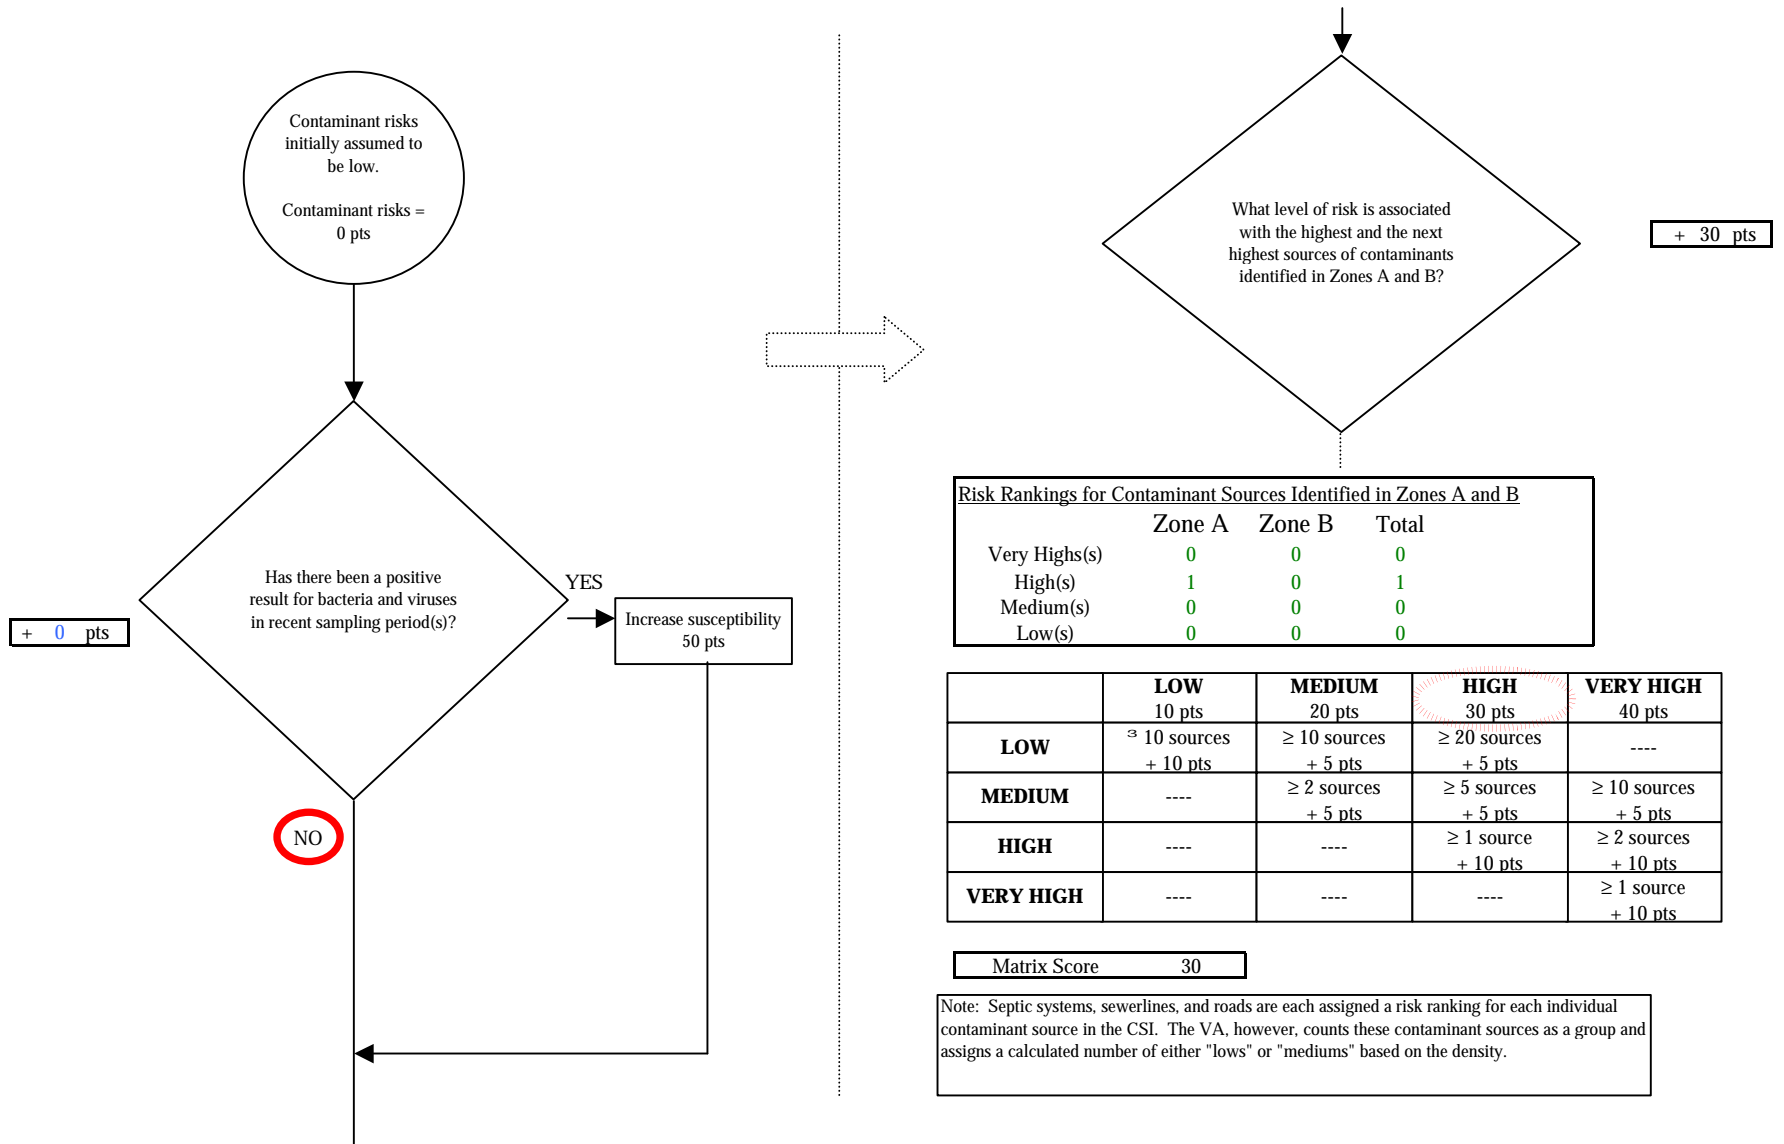 Contaminant risks
initially assumed to
be low.
Contaminant risks =
0 pts
Has there been a positive
result for bacteria and viruses
in recent sampling period(s)?
YES
Increase susceptibility
50 pts
+ 0 pts
NO
What level of risk is associated
with the highest and the next
highest sources of contaminants
identified in Zones A and B?
+ 30 pts
Risk Rankings for Contaminant Sources Identified in Zones A and B
Zone A Zone B Total
Very Highs(s) 0 0 0
High(s) 1 0 1
Medium(s) 0 0 0
Low(s) 0 0 0
LOW MEDIUM HIGH VERY HIGH
10 pts 20 pts 30 pts 40 pts
LOW ³ 10 sources ≥ 10 sources ≥ 20 sources ----
+ 10 pts + 5 pts + 5 pts
MEDIUM ---- ≥ 2 sources ≥ 5 sources ≥ 10 sources
+ 5 pts + 5 pts + 5 pts
HIGH ---- ---- ≥ 1 source ≥ 2 sources
+ 10 pts + 10 pts
VERY HIGH ---- ---- ---- ≥ 1 source
+ 10 pts
Matrix Score 30
Note: Septic systems, sewerlines, and roads are each assigned a risk ranking for each individual
contaminant source in the CSI. The VA, however, counts these contaminant sources as a group and
assigns a calculated number of either "lows" or "mediums" based on the density.